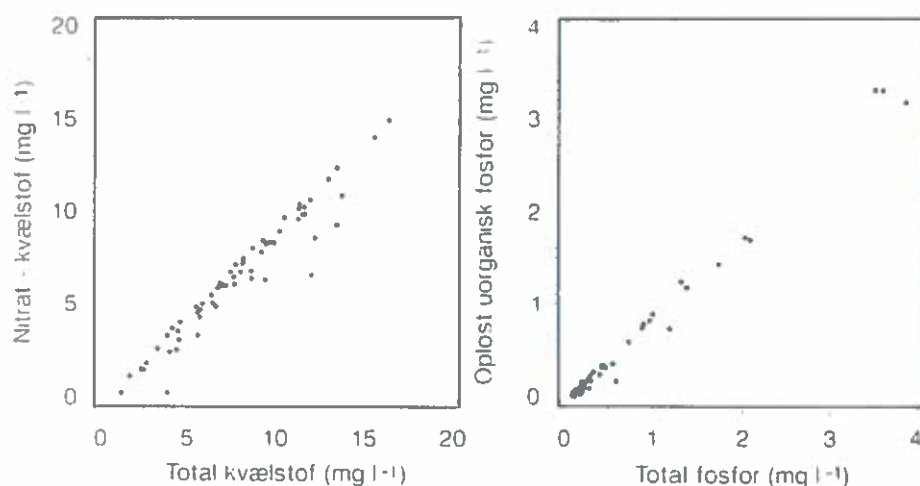 Nitrat - kvælstof (mg l-1)
20
15
10
5
0
0 5 10 15 20
Total kvælstof (mg l-1)
Opløst uorganisk fosfor (mg l-1)
4
3
2
1
0
0 1 2 3 4
Total fosfor (mg l-1)